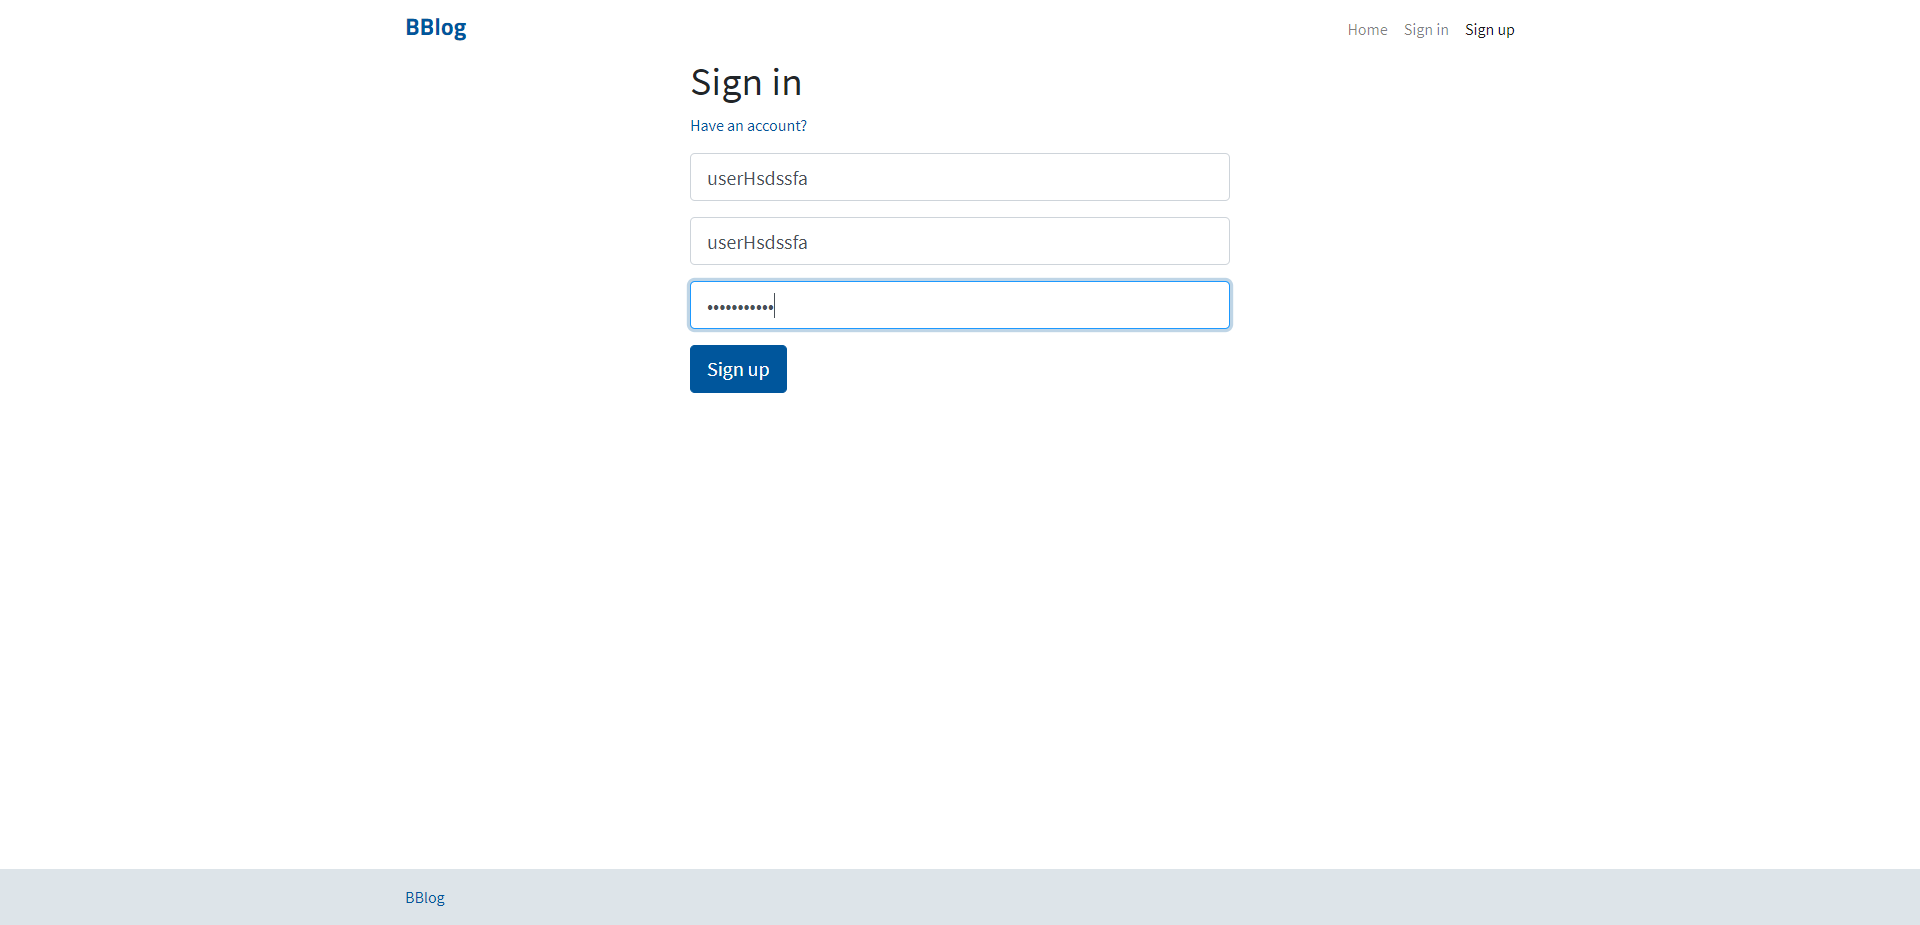 BBlog
Home Sign in Sign up
Sign in
Have an account?
userHsdssfa
userHsdssfa
•••••••••••
Sign up
BBlog